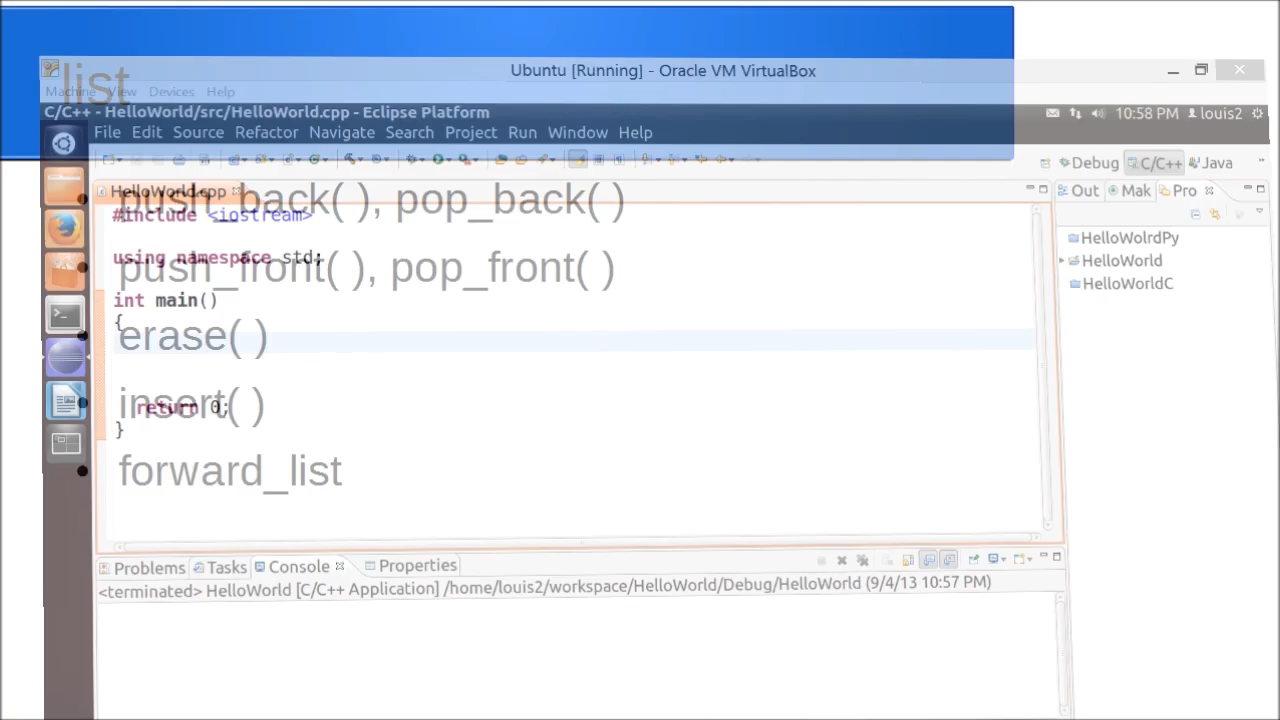 list
Ubuntu [Running] - Oracle VM VirtualBox
Machine View Devices Help
C/C++ - HelloWorld/src/HelloWorld.cpp - Eclipse Platform
10:58 PM louis2
File Edit Source Refactor Navigate Search Project Run Window Help
Debug C/C++ Java
HelloWorld.cpp
Out Mak Pro
push_back( ), pop_back( )
#include <iostream>
using namespace std;
push_front( ), pop_front( )
int main()
{
erase( )
insert( )
return 0;
}
forward_list
HelloWolrdPy
HelloWorld
HelloWorldC
Problems Tasks Console Properties
<terminated> HelloWorld [C/C++ Application] /home/louis2/workspace/HelloWorld/Debug/HelloWorld (9/4/13 10:57 PM)